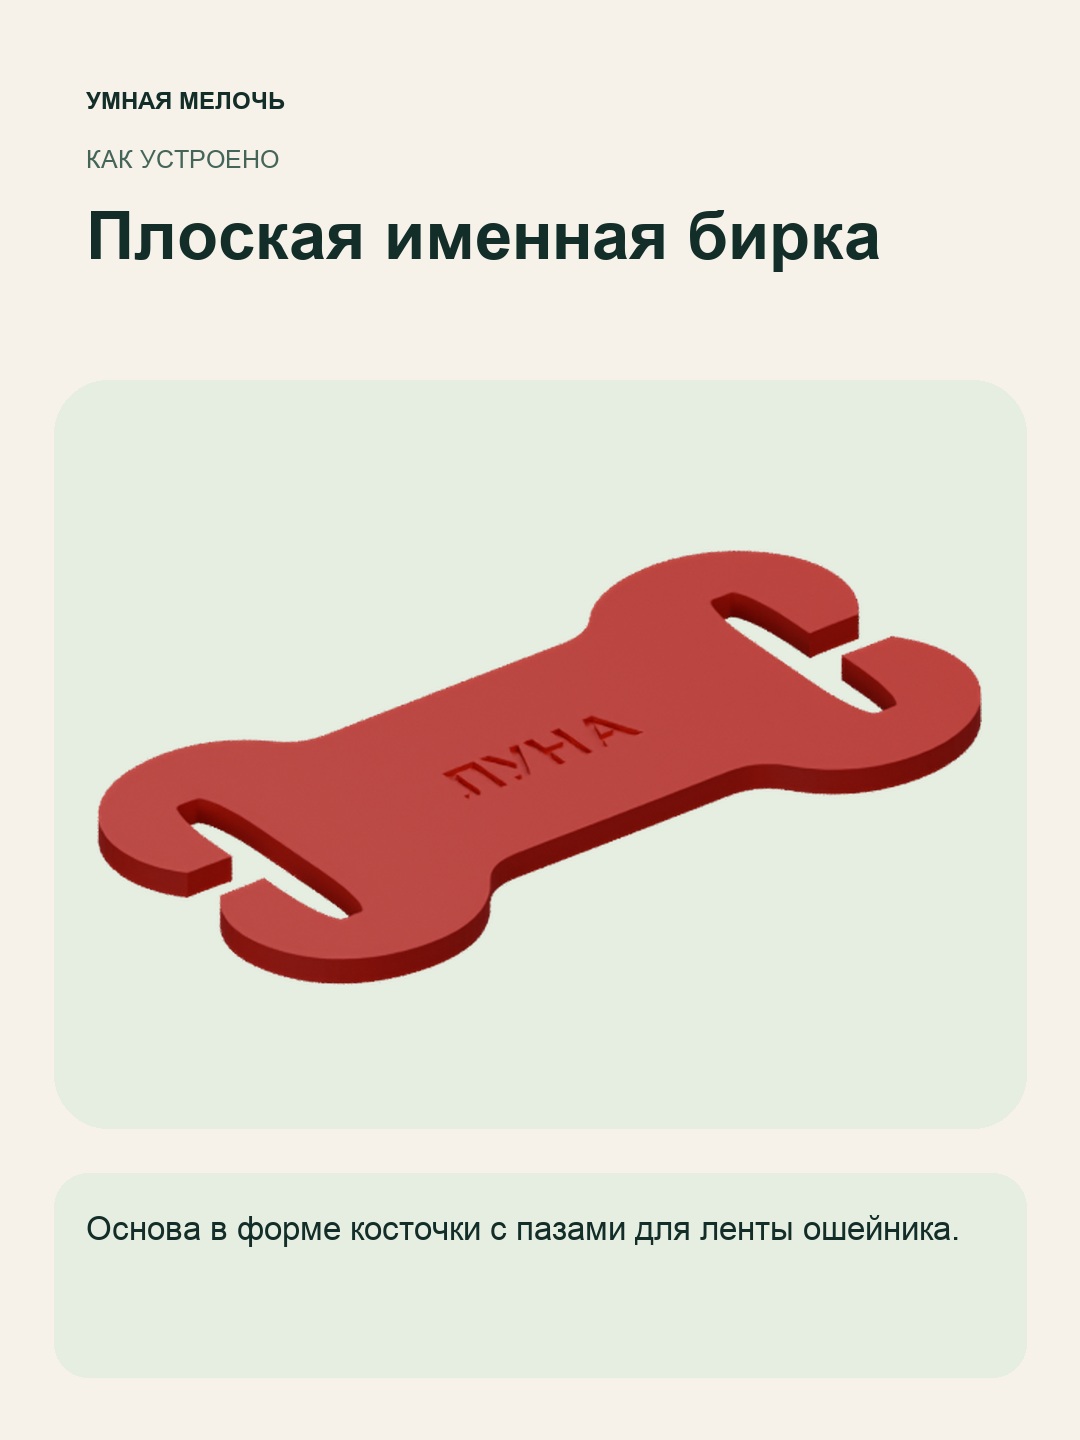 УМНАЯ МЕЛОЧЬ
КАК УСТРОЕНО
Плоская именная бирка
ЛУНА
Основа в форме косточки с пазами для ленты ошейника.